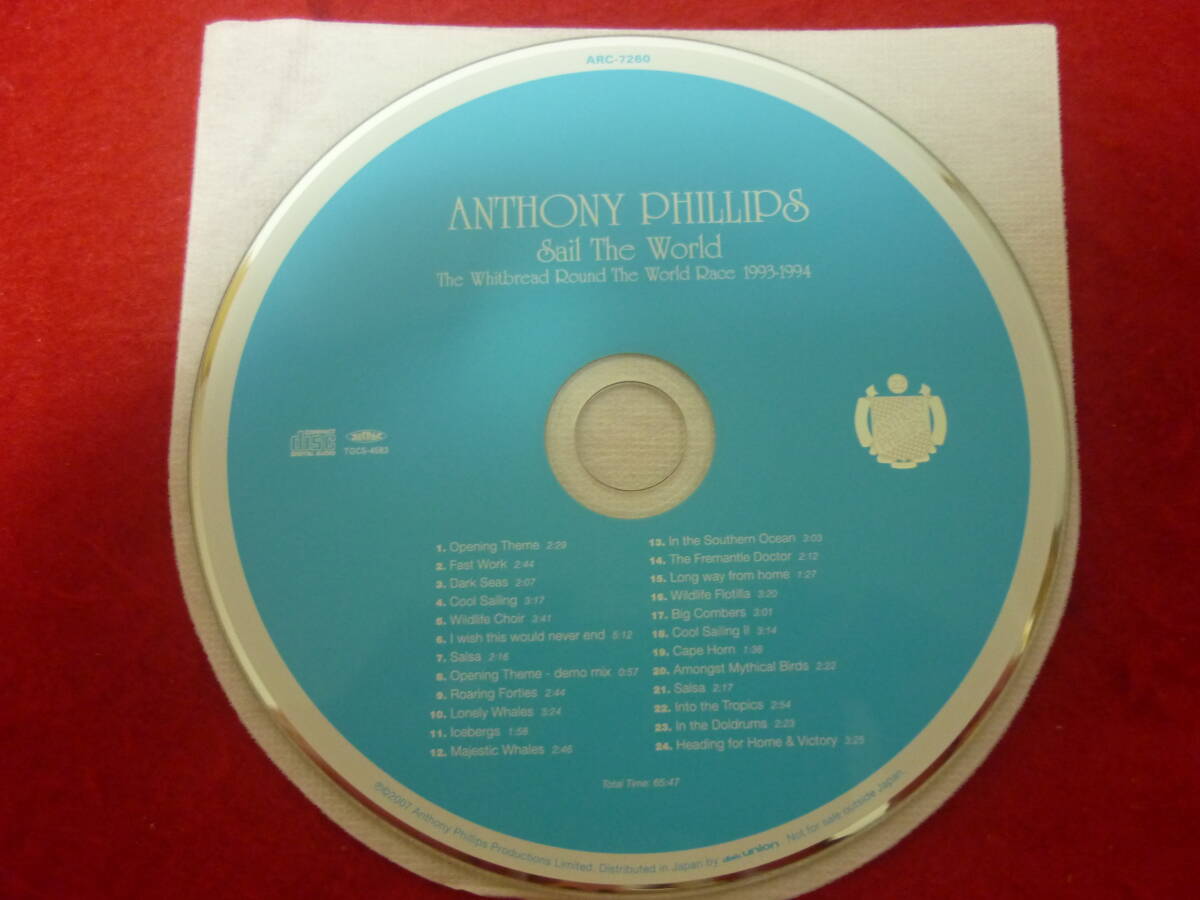 ARC-7260
ANTHONY PHILLIPS
Sail The World
The Whitbread Round The World Race 1993-1994
COMPACT
disc
DIGITAL AUDIO
1. Opening Theme 2:29
2. Fast Work 2:44
3. Dark Seas 2:07
4. Cool Sailing 3:17
5. Wildlife Choir 3:41
6. I wish this would never end 5:12
7. Salsa 2:16
8. Opening Theme - demo mix 0:57
9. Roaring Forties 2:44
10. Lonely Whales 3:24
11. Icebergs 1:58
12. Majestic Whales 2:46
13. In the Southern Ocean 3:03
14. The Fremantle Doctor 2:12
15. Long way from home 1:27
16. Wildlife Flotilla 3:20
17. Big Combers 3:01
18. Cool Sailing II 3:14
19. Cape Horn 1:36
20. Amongst Mythical Birds 2:22
21. Salsa 2:17
22. Into the Tropics 2:54
23. In the Doldrums 2:23
24. Heading for Home & Victory 3:25
Total Time: 65:47
℗©2007 Anthony Phillips Productions Limited. Distributed in Japan by disk union Not for sale outside Japan.